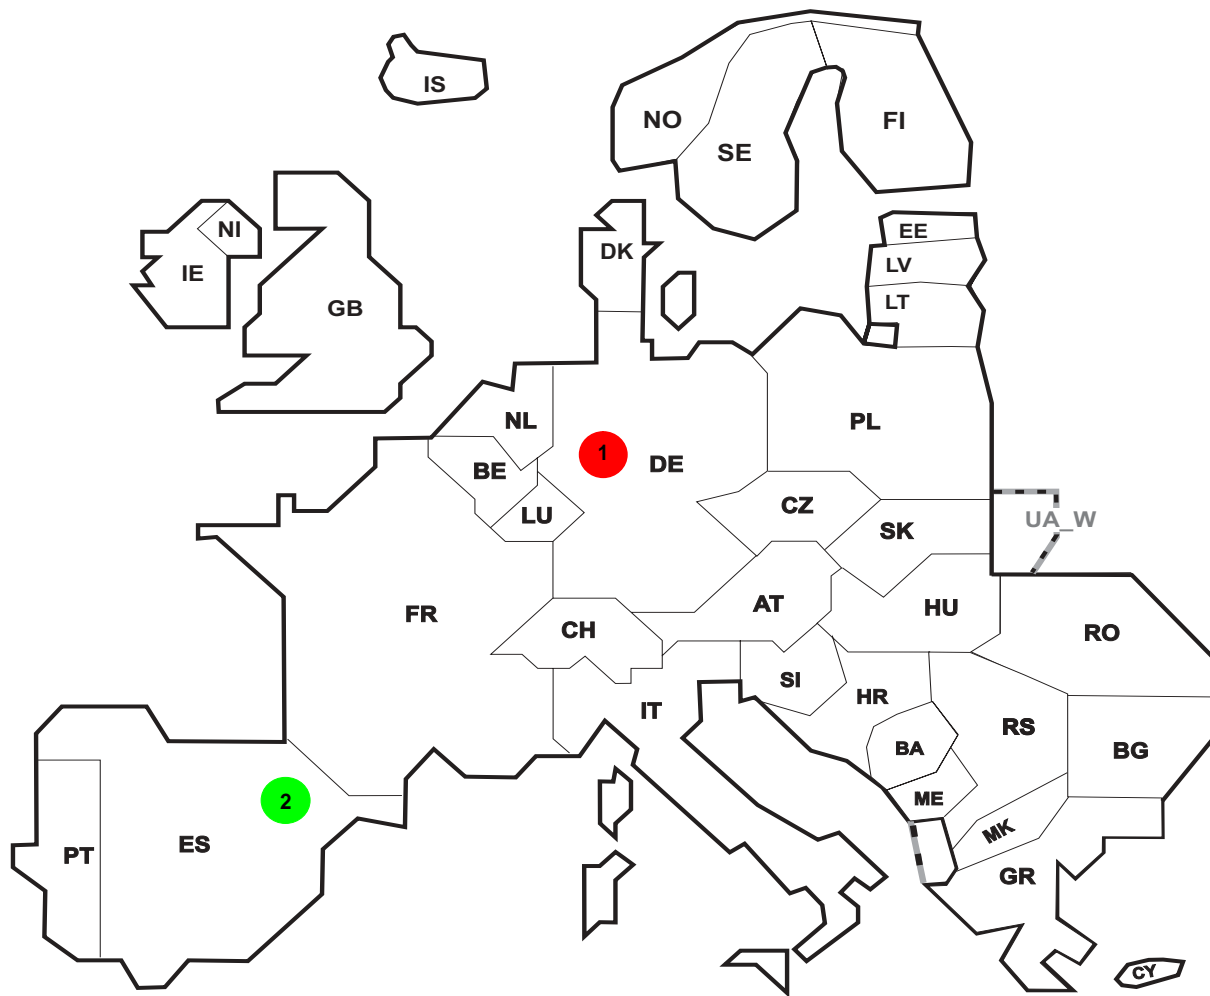 IS
NO
FI
SE
NI
EE
DK
LV
IE
LT
GB
NL
PL
1
DE
BE
CZ
LU
UA_W
SK
AT
HU
FR
CH
RO
SI
HR
IT
RS
BA
BG
ME
2
MK
ES
PT
GR
CY